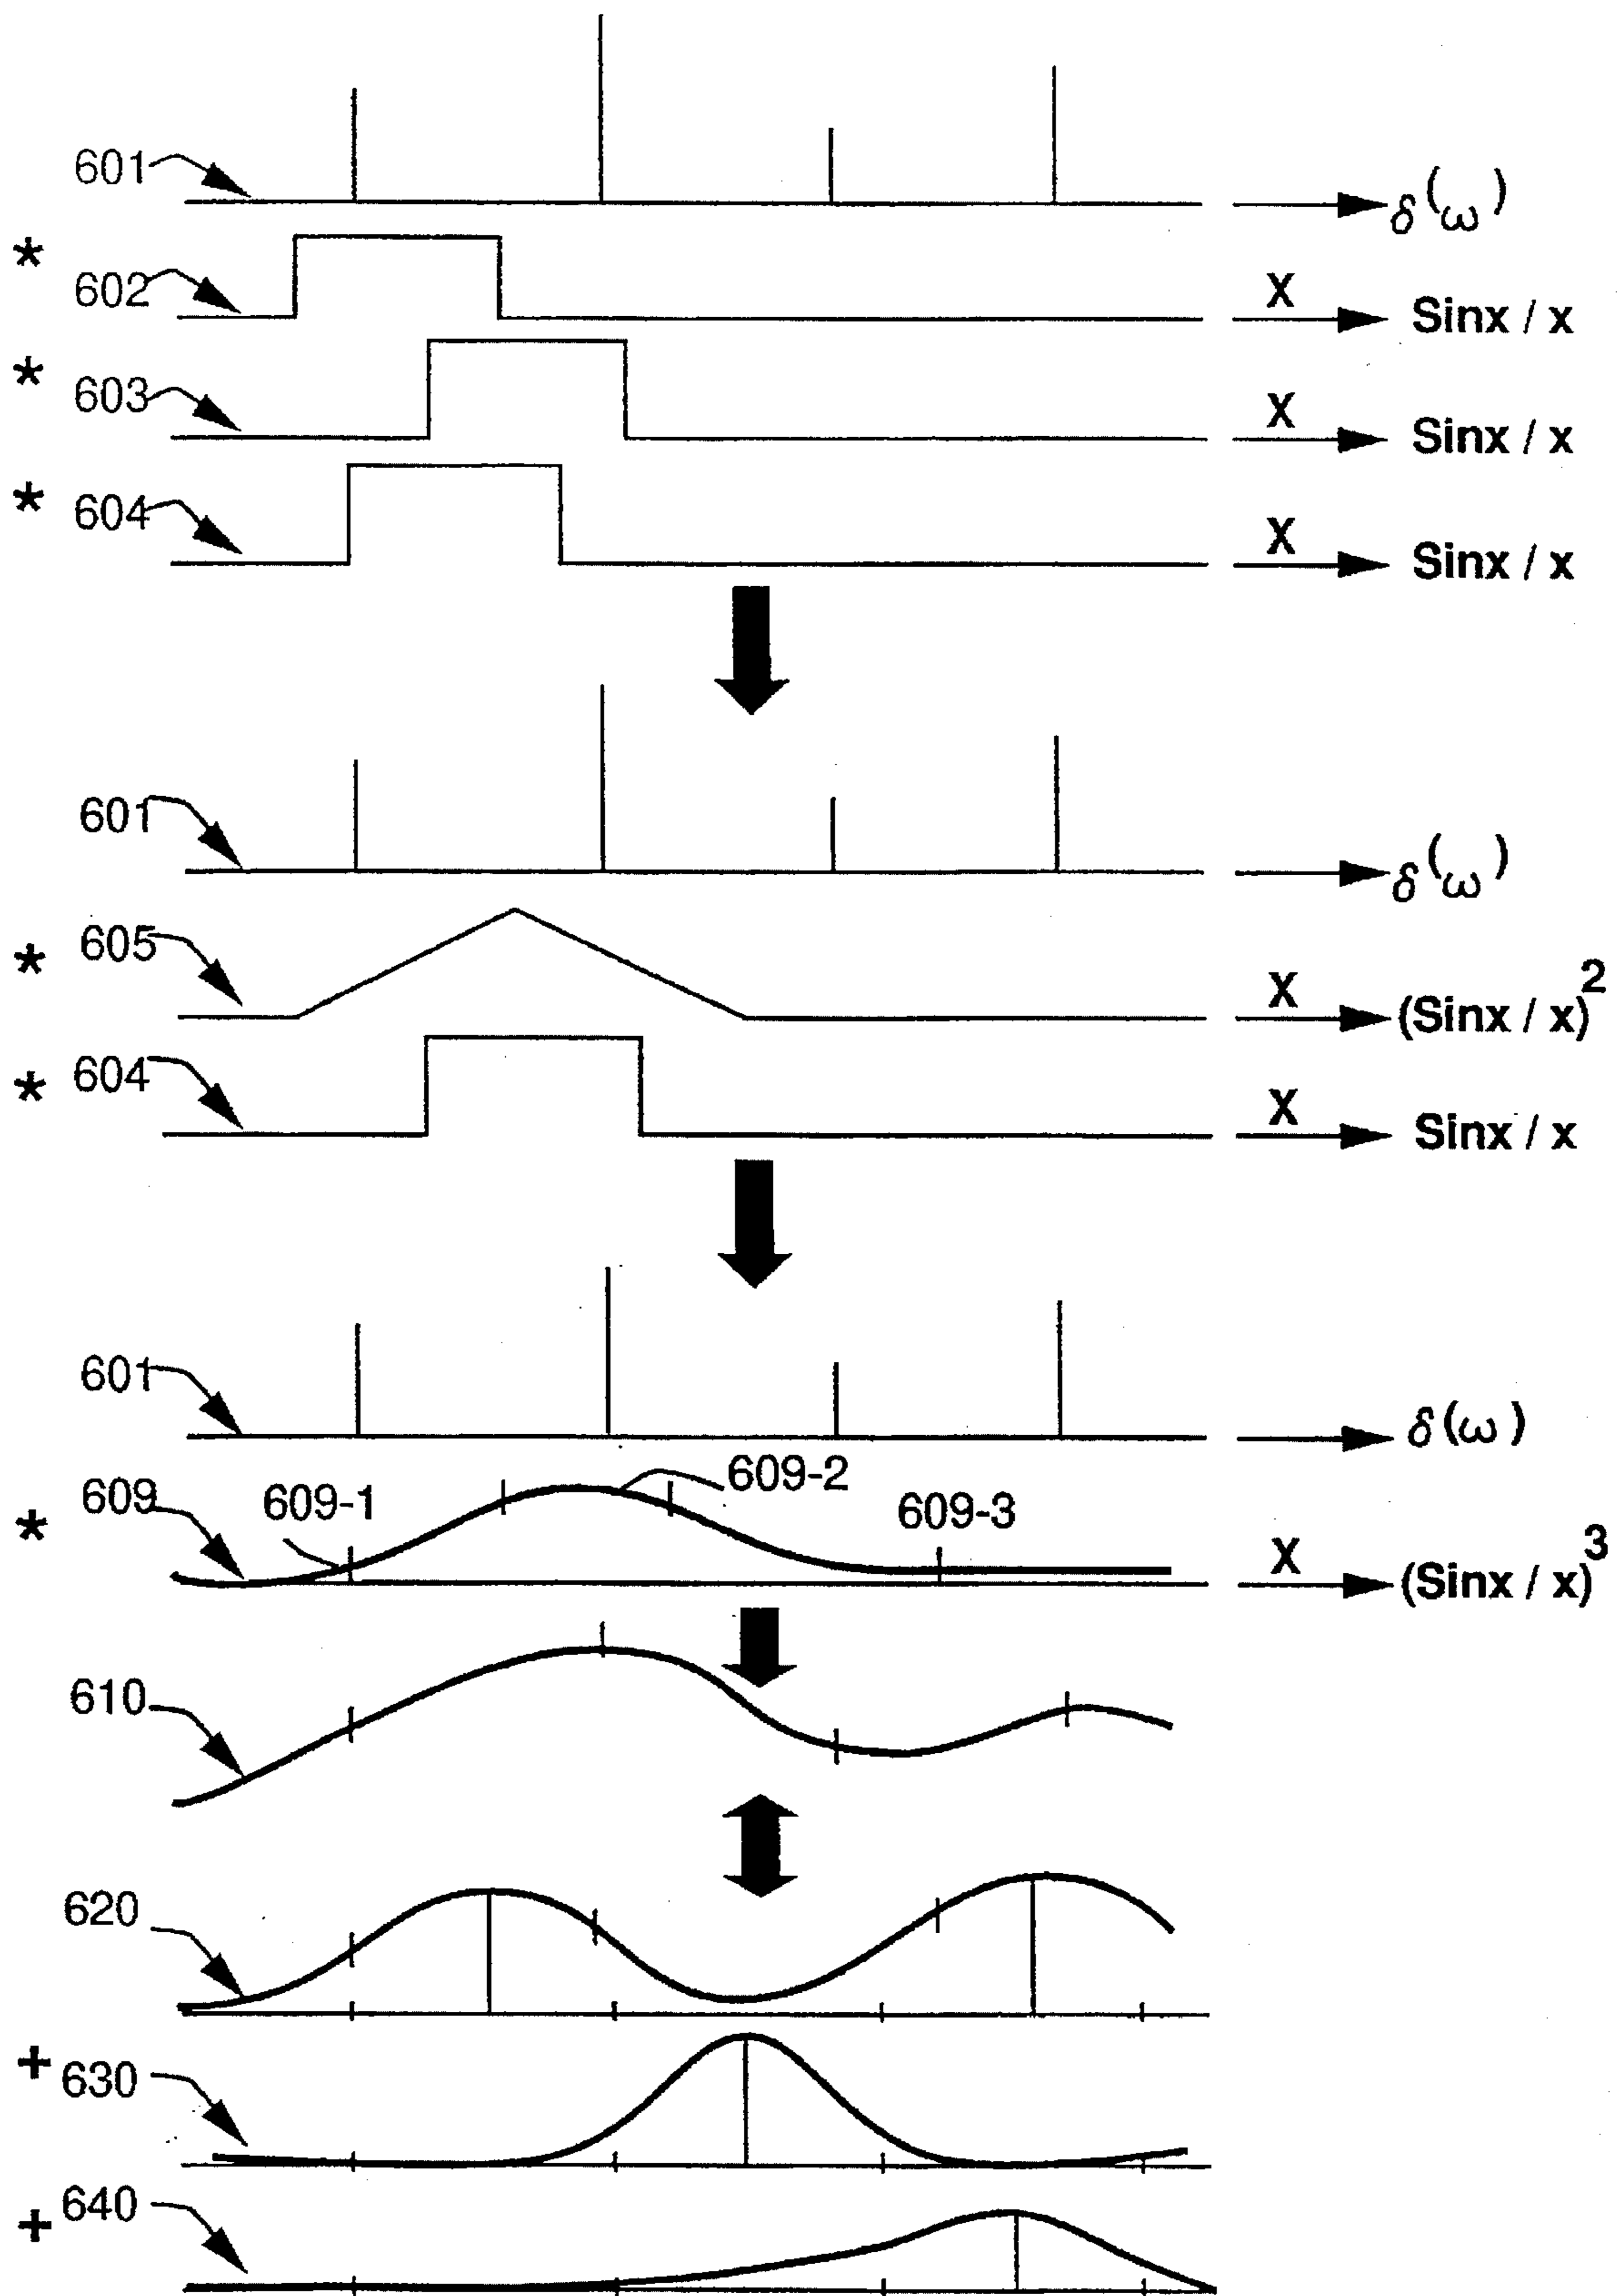 601 δ(ω)
* 602 X Sinx / x
* 603 X Sinx / x
* 604 X Sinx / x
601 δ(ω)
* 605 X (Sinx / x)2
* 604 X Sinx / x
601 δ(ω)
* 609 609-1 609-2 609-3 X (Sinx / x)3
610
620
+ 630
+ 640